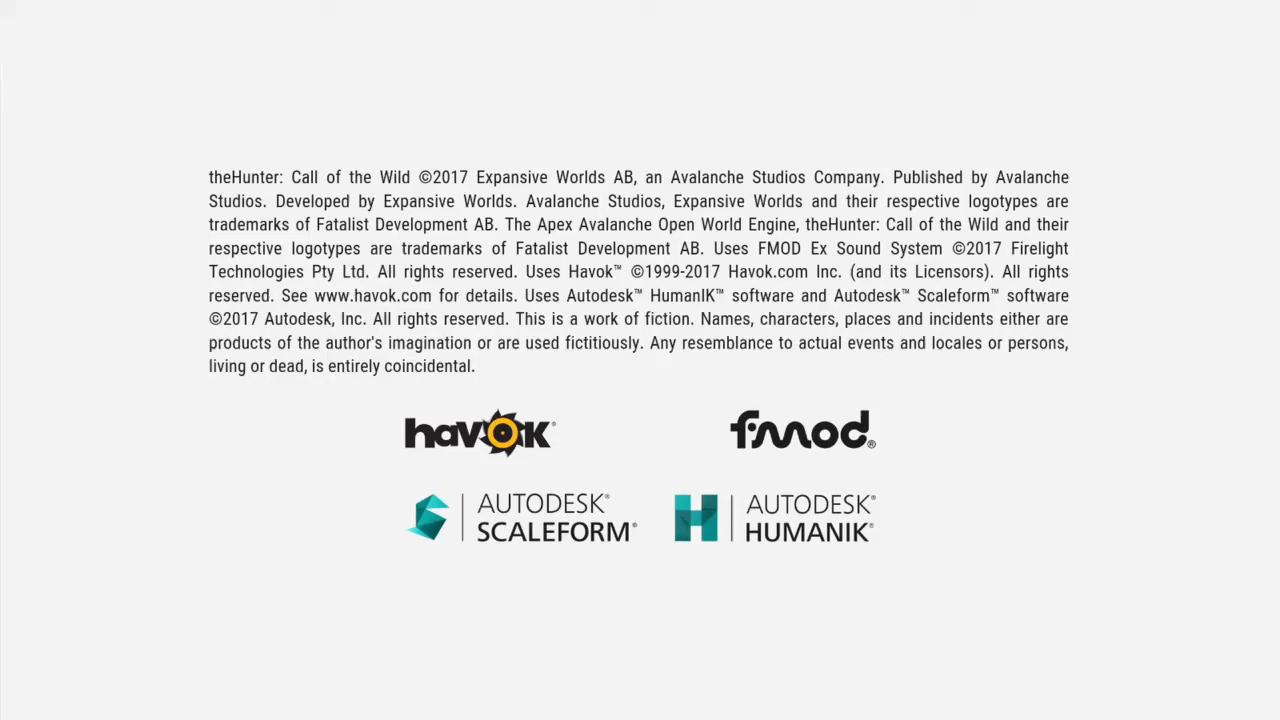 theHunter: Call of the Wild ©2017 Expansive Worlds AB, an Avalanche Studios Company. Published by Avalanche
Studios. Developed by Expansive Worlds. Avalanche Studios, Expansive Worlds and their respective logotypes are
trademarks of Fatalist Development AB. The Apex Avalanche Open World Engine, theHunter: Call of the Wild and their
respective logotypes are trademarks of Fatalist Development AB. Uses FMOD Ex Sound System ©2017 Firelight
Technologies Pty Ltd. All rights reserved. Uses Havok™ ©1999-2017 Havok.com Inc. (and its Licensors). All rights
reserved. See www.havok.com for details. Uses Autodesk™ HumanIK™ software and Autodesk™ Scaleform™ software
©2017 Autodesk, Inc. All rights reserved. This is a work of fiction. Names, characters, places and incidents either are
products of the author's imagination or are used fictitiously. Any resemblance to actual events and locales or persons,
living or dead, is entirely coincidental.
havok®
fmod®
AUTODESK®
SCALEFORM®
AUTODESK®
HUMANIK®